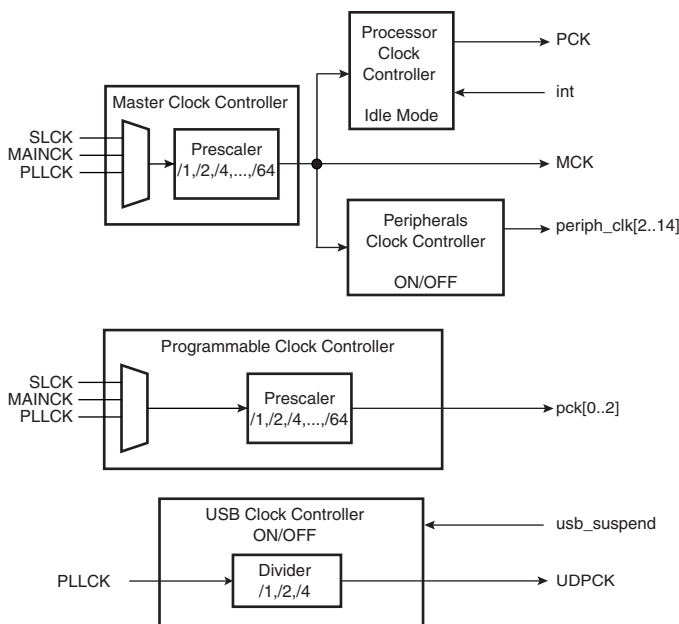 Processor
Clock
Controller
Idle Mode
PCK
int
Master Clock Controller
SLCK
MAINCK
PLLCK
Prescaler
/1,/2,/4,...,/64
MCK
Peripherals
Clock Controller
ON/OFF
periph_clk[2..14]
Programmable Clock Controller
SLCK
MAINCK
PLLCK
Prescaler
/1,/2,/4,...,/64
pck[0..2]
USB Clock Controller
ON/OFF
usb_suspend
PLLCK
Divider
/1,/2,/4
UDPCK